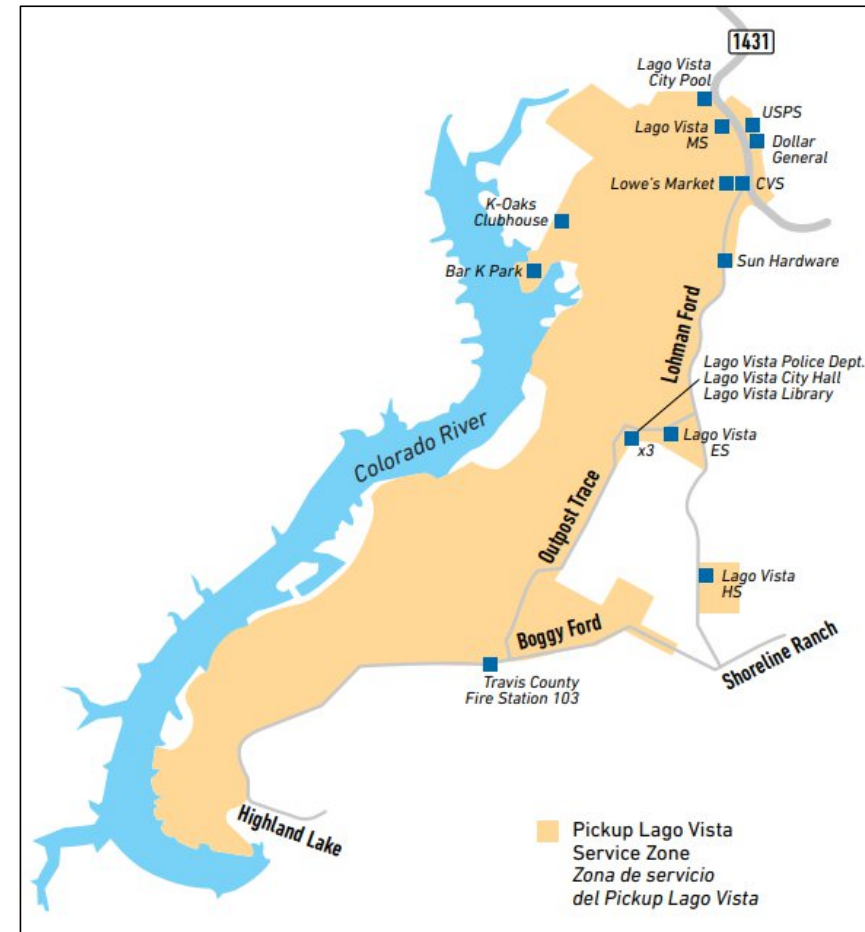 1431
Lago Vista
City Pool
USPS
Lago Vista
MS
Dollar
General
Lowe's Market
CVS
K-Oaks
Clubhouse
Bar K Park
Sun Hardware
Lohman Ford
Lago Vista Police Dept.
Lago Vista City Hall
Lago Vista Library
Colorado River
x3
Lago Vista
ES
Outpost Trace
Lago Vista
HS
Boggy Ford
Shoreline Ranch
Travis County
Fire Station 103
Highland Lake
Pickup Lago Vista
Service Zone
Zona de servicio
del Pickup Lago Vista